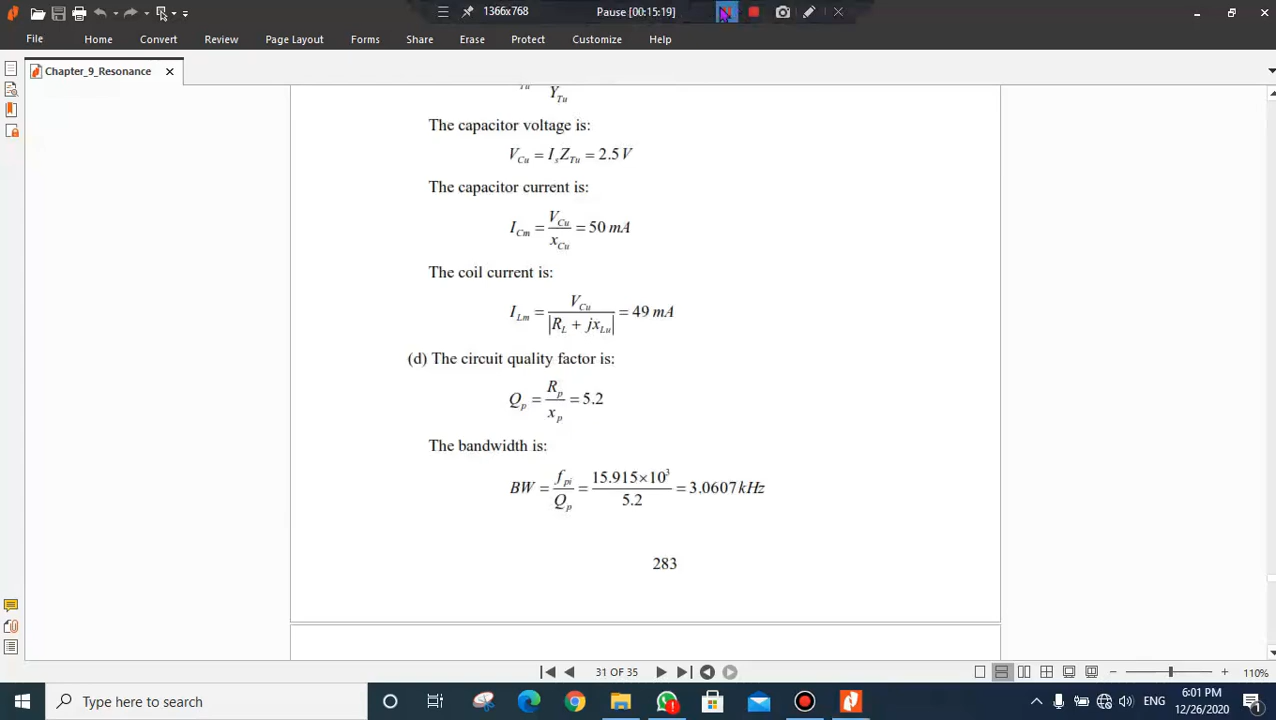 1366x768 Pause [00:15:19]
File Home Convert Review Page Layout Forms Share Erase Protect Customize Help
Chapter_9_Resonance
Y_Tu
The capacitor voltage is:
V_Cu = I_s Z_Tu = 2.5 V
The capacitor current is:
I_Cm = V_Cu / x_Cu = 50 mA
The coil current is:
I_Lm = V_Cu / |R_L + jx_Lu| = 49 mA
(d) The circuit quality factor is:
Q_p = R_p / x_p = 5.2
The bandwidth is:
BW = f_pi / Q_p = 15.915×10³ / 5.2 = 3.0607 kHz
283
31 OF 35 110%
Type here to search ENG 6:01 PM
12/26/2020